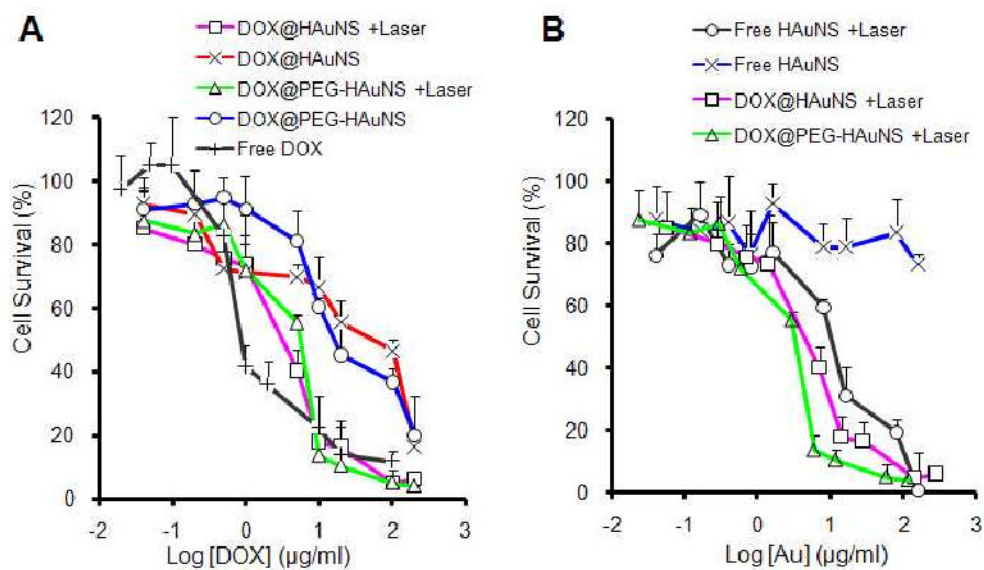 A
DOX@HAuNS +Laser
DOX@HAuNS
DOX@PEG-HAuNS +Laser
DOX@PEG-HAuNS
Free DOX
120
100
80
60
40
20
0
-2
-1
0
1
2
3
Cell Survival (%)
Log [DOX] (µg/ml)
B
Free HAuNS +Laser
Free HAuNS
DOX@HAuNS +Laser
DOX@PEG-HAuNS +Laser
120
100
80
60
40
20
0
-2
-1
0
1
2
3
Cell Survival (%)
Log [Au] (µg/ml)